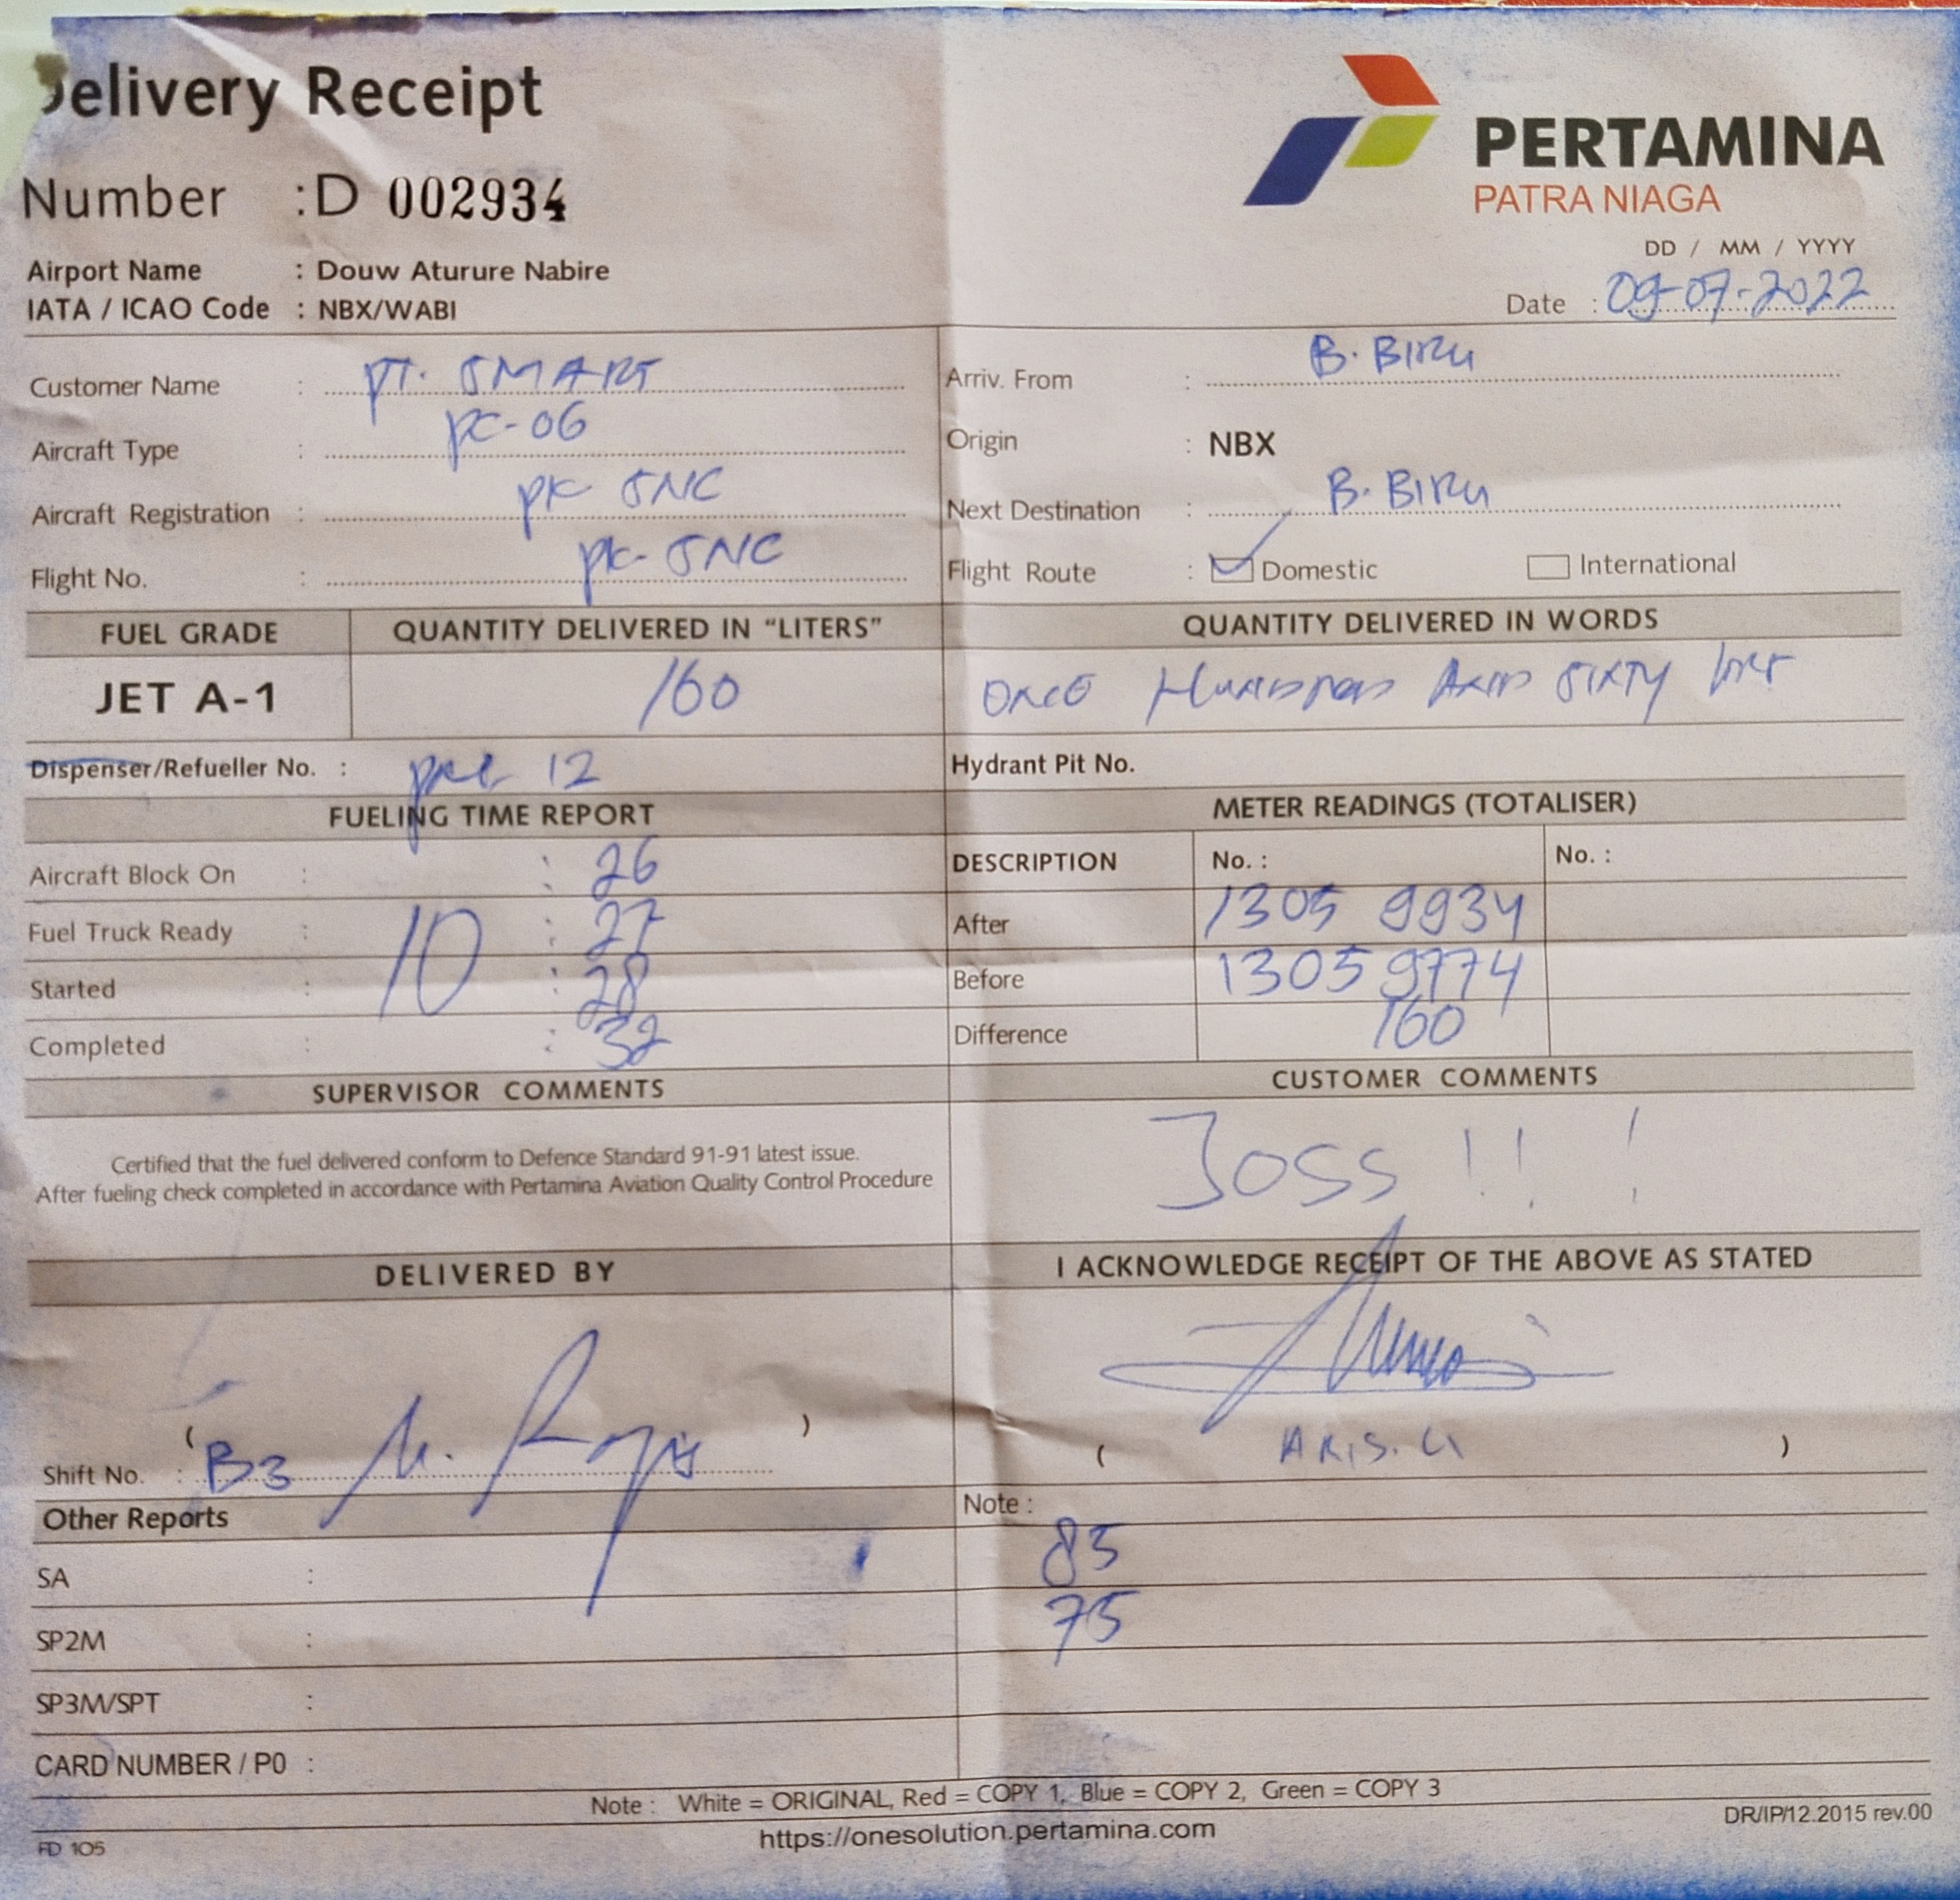 Delivery Receipt
PERTAMINA
PATRA NIAGA
Number : D 002934
Airport Name : Douw Aturure Nabire
IATA / ICAO Code : NBX/WABI
DD / MM / YYYY
Date : 09-07-2022
Customer Name : PT. SMART
Arriv. From : B. BIRU
Aircraft Type : PC-06
Origin : NBX
Aircraft Registration : PK SNC
Next Destination : B. BIRU
Flight No. : PK-SNC
Flight Route : Domestic International
FUEL GRADE QUANTITY DELIVERED IN "LITERS" QUANTITY DELIVERED IN WORDS
JET A-1 160 One Hundred And Sixty
Dispenser/Refueller No. : 12
Hydrant Pit No.
FUELING TIME REPORT METER READINGS (TOTALISER)
Aircraft Block On : : 26
DESCRIPTION No. : No. :
Fuel Truck Ready : 10 : 27
After 1305 9934
Started : : 28
Before 1305 9774
Completed : : 32
Difference 160
SUPERVISOR COMMENTS CUSTOMER COMMENTS
Certified that the fuel delivered conform to Defence Standard 91-91 latest issue.
After fueling check completed in accordance with Pertamina Aviation Quality Control Procedure
Joss !! !
DELIVERED BY I ACKNOWLEDGE RECEIPT OF THE ABOVE AS STATED
( ) ( ARIS. )
Shift No. : B3
Other Reports Note :
SA : 85
SP2M : 75
SP3M/SPT :
CARD NUMBER / P0 :
Note : White = ORIGINAL, Red = COPY 1, Blue = COPY 2, Green = COPY 3
https://onesolution.pertamina.com
DR/IP/12.2015 rev.00
FD 105